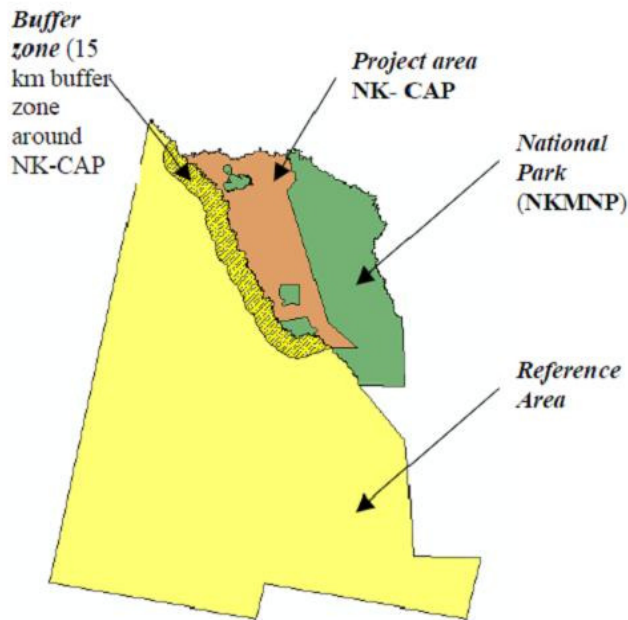 Buffer
zone (15
km buffer
zone
around
NK-CAP
Project area
NK- CAP
National
Park
(NKMNP)
Reference
Area